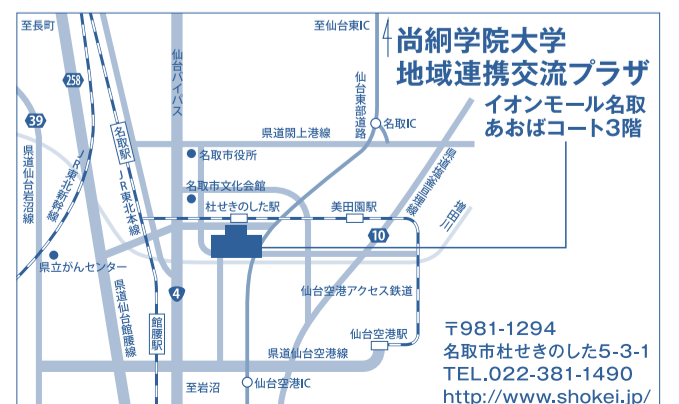 至長町
至仙台東IC
尚絅学院大学
地域連携交流プラザ
イオンモール名取
あおばコート3階
258
仙台バイパス
仙台東部道路
39
名取IC
県道閖上港線
名取駅
名取市役所
県道仙台岩沼線
JR東北新幹線
JR東北本線
県道塩釜亘理線
名取市文化会館
増田川
杜せきのした駅
美田園駅
10
県立がんセンター
県道仙台館腰線
4
仙台空港アクセス鉄道
館腰駅
仙台空港駅
県道仙台空港線
至岩沼
仙台空港IC
〒981-1294
名取市杜せきのした5-3-1
TEL.022-381-1490
http://www.shokei.jp/